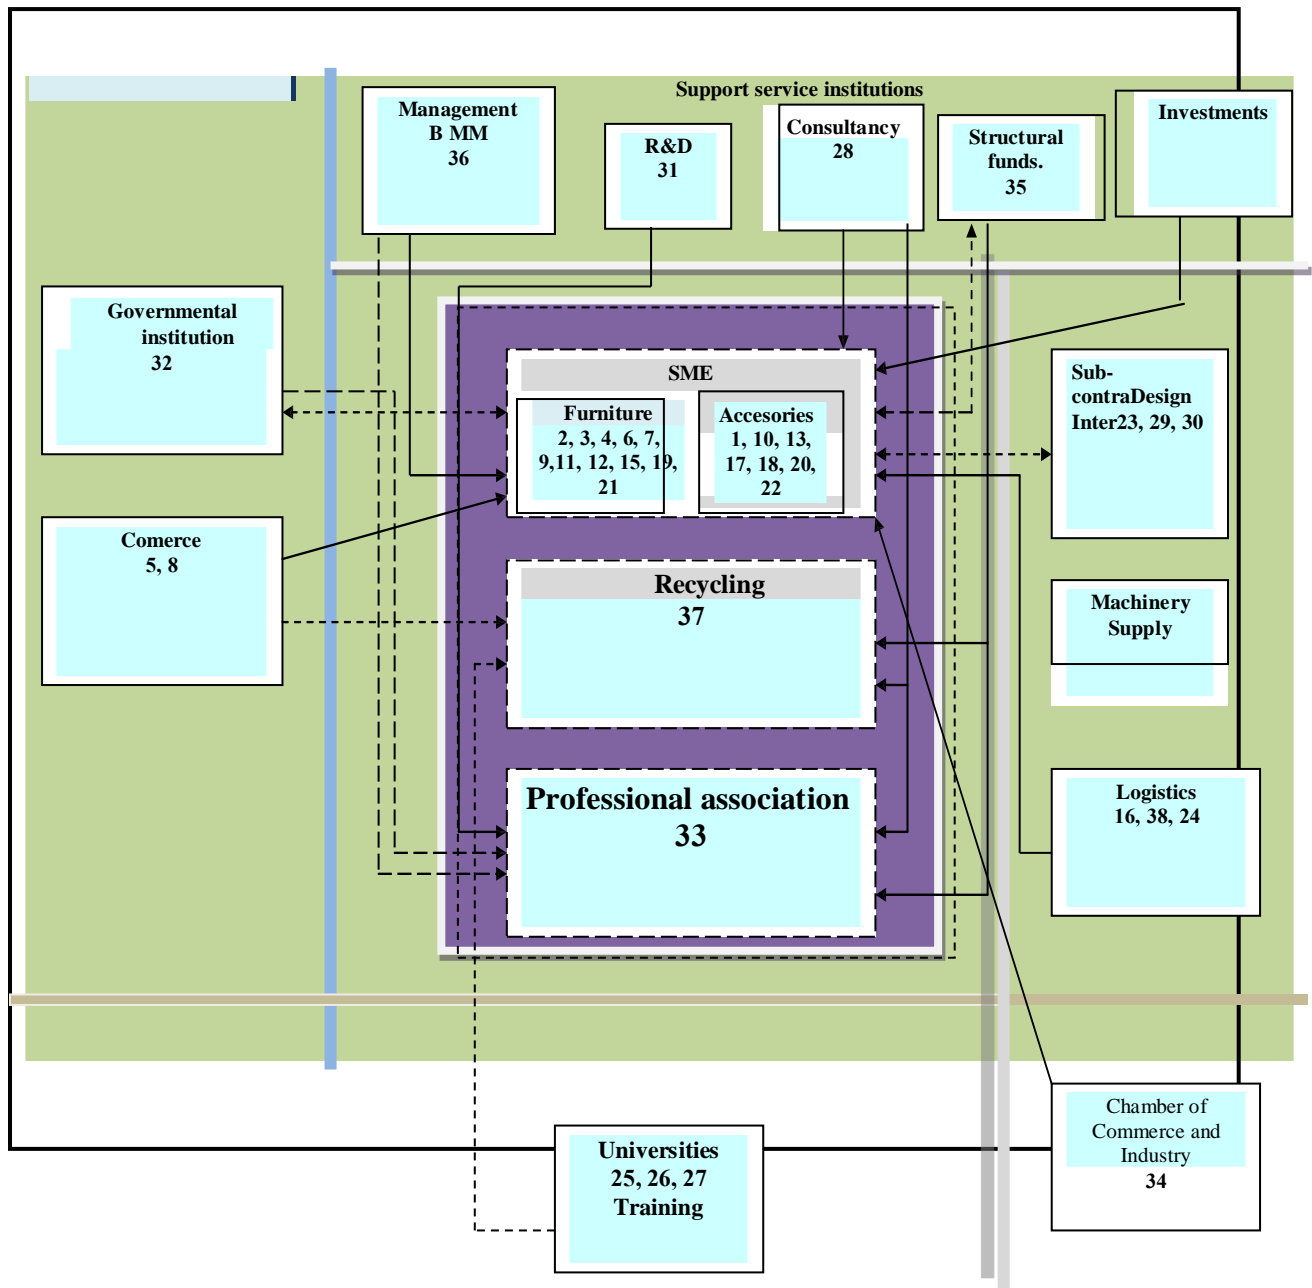 Support service institutions
Management
B MM
36
R&D
31
Consultancy
28
Structural
funds.
35
Investments
Governmental
institution
32
SME
Furniture
2, 3, 4, 6, 7,
9,11, 12, 15, 19,
21
Accesories
1, 10, 13,
17, 18, 20,
22
Sub-
contraDesign
Inter23, 29, 30
Comerce
5, 8
Recycling
37
Machinery
Supply
Professional association
33
Logistics
16, 38, 24
Universities
25, 26, 27
Training
Chamber of
Commerce and
Industry
34